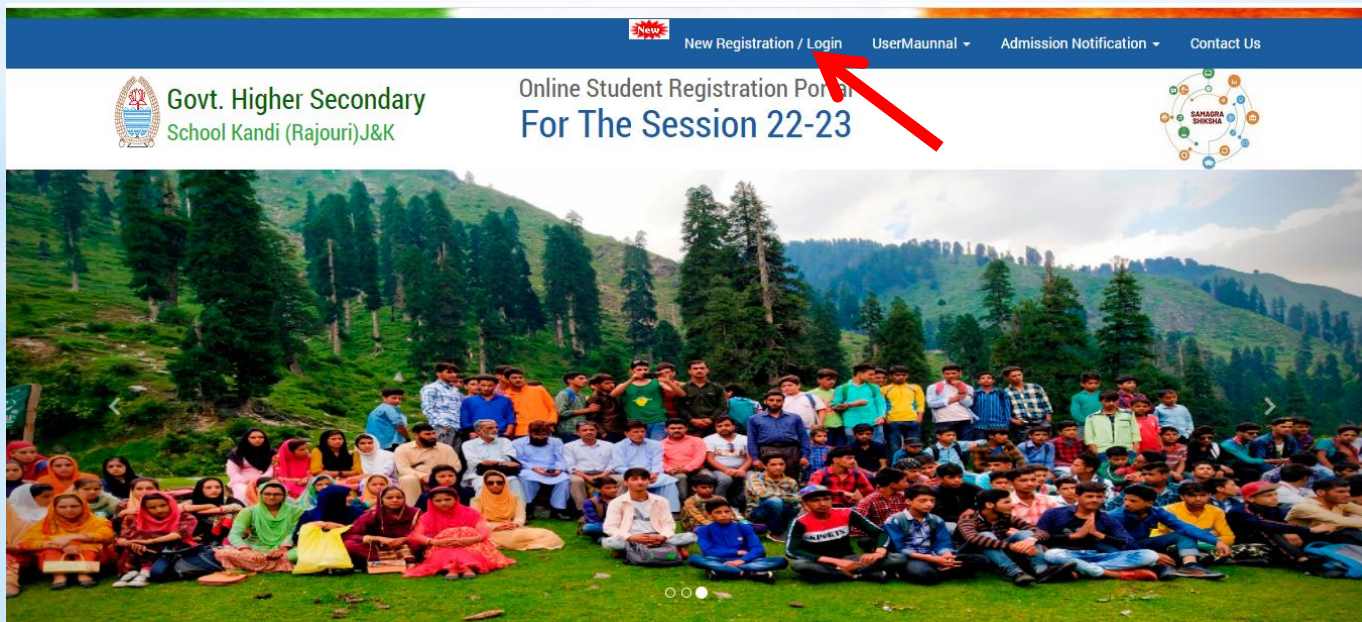 New
New Registration / Login UserMaunnal Admission Notification Contact Us
Govt. Higher Secondary
School Kandi (Rajouri)J&K
Online Student Registration Portal
For The Session 22-23
SAMAGRA
SHIKSHA
SPORTS